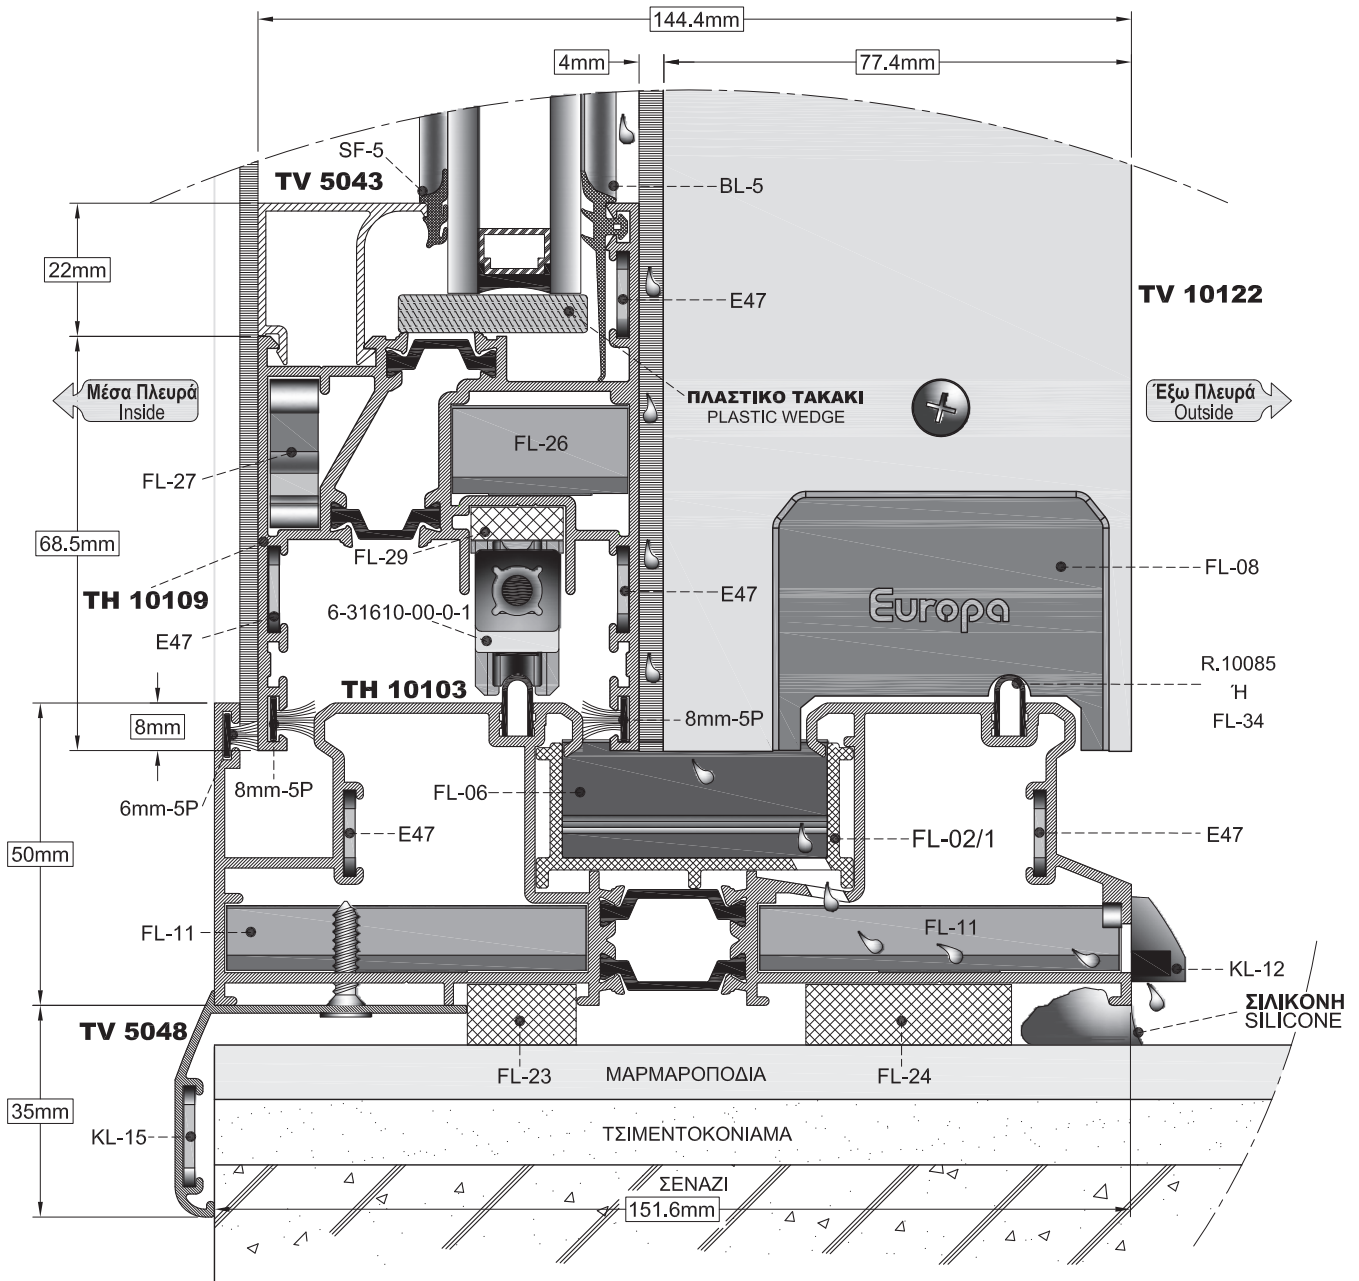 144.4mm
4mm
77.4mm
SF-5
TV 5043
BL-5
22mm
E47
TV 10122
Μέσα Πλευρά
Inside
ΠΛΑΣΤΙΚΟ ΤΑΚΑΚΙ
PLASTIC WEDGE
Έξω Πλευρά
Outside
FL-26
FL-27
68.5mm
FL-29
FL-08
TH 10109
E47
Europa
6-31610-00-0-1
E47
R.10085
Ή
FL-34
TH 10103
8mm
8mm-5P
6mm-5P
8mm-5P
FL-06
50mm
E47
FL-02/1
E47
FL-11
FL-11
KL-12
ΣΙΛΙΚΟΝΗ
SILICONE
TV 5048
FL-23
ΜΑΡΜΑΡΟΠΟΔΙΑ
FL-24
35mm
KL-15
ΤΣΙΜΕΝΤΟΚΟΝΙΑΜΑ
ΣΕΝΑΖΙ
151.6mm